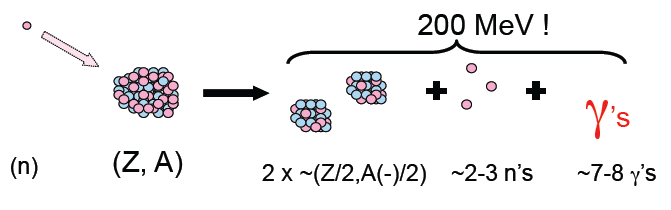 200 MeV !
+ +
γ's
(n) (Z, A) 2 x ~(Z/2,A(-)/2) ~2-3 n's ~7-8 γ's